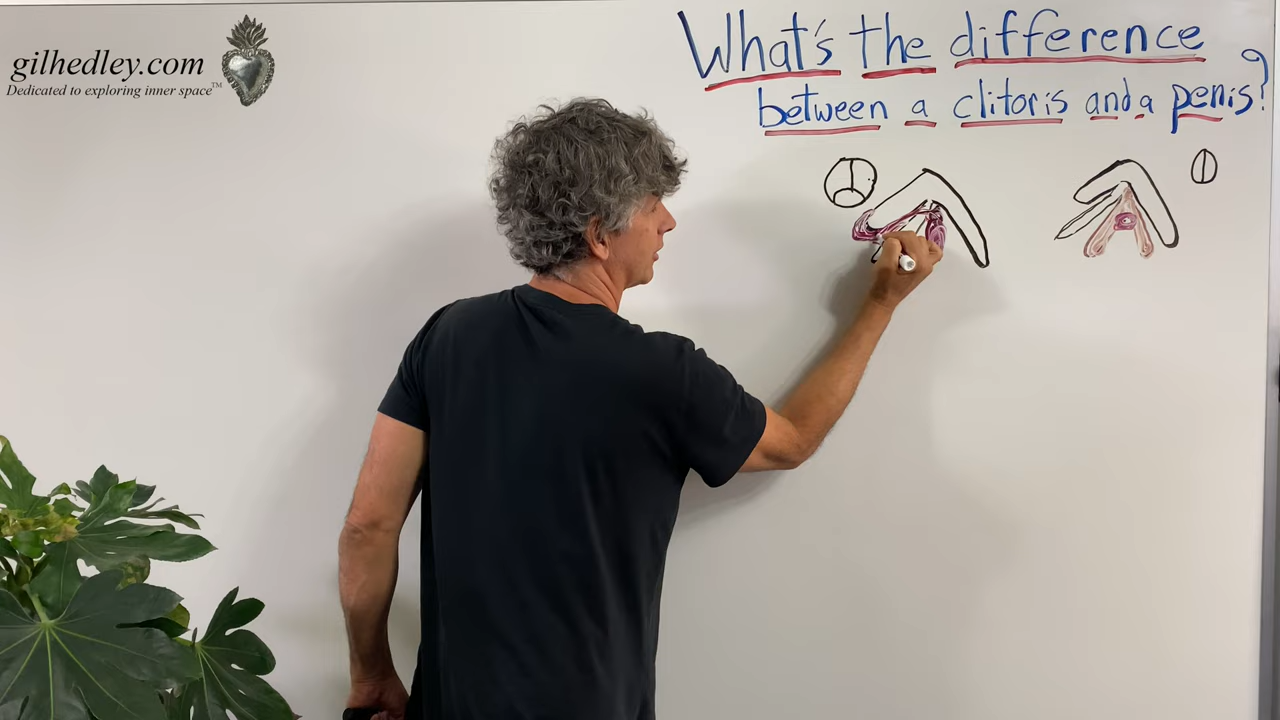 gilhedley.com
Dedicated to exploring inner space™
What's the difference
between a clitoris and a penis?